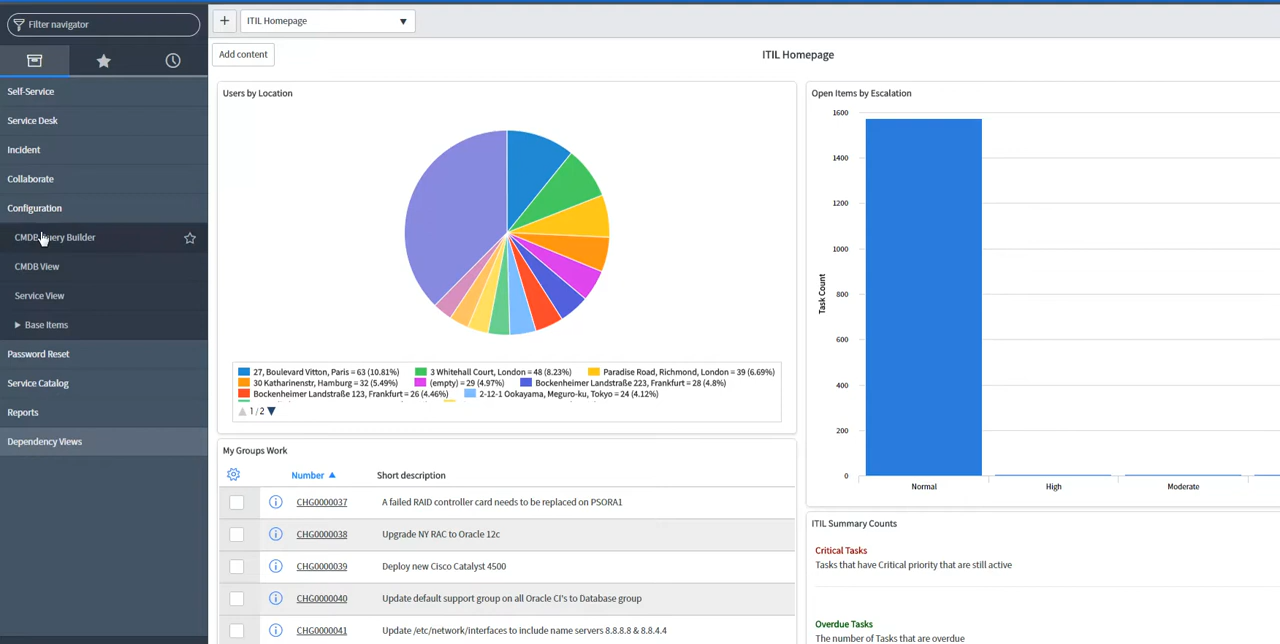 Filter navigator
Self-Service
Service Desk
Incident
Collaborate
Configuration
CMDB Query Builder
CMDB View
Service View
Base Items
Password Reset
Service Catalog
Reports
Dependency Views
ITIL Homepage
Add content
ITIL Homepage
Users by Location
27, Boulevard Vitton, Paris = 63 (10.81%)
3 Whitehall Court, London = 48 (8.23%)
Paradise Road, Richmond, London = 39 (6.69%)
30 Katharinenstr, Hamburg = 32 (5.49%)
(empty) = 29 (4.97%)
Bockenheimer Landstraße 223, Frankfurt = 28 (4.8%)
Bockenheimer Landstraße 123, Frankfurt = 26 (4.46%)
2-12-1 Ookayama, Meguro-ku, Tokyo = 24 (4.12%)
1 / 2
My Groups Work
Number Short description
CHG0000037 A failed RAID controller card needs to be replaced on PSORA1
CHG0000038 Upgrade NY RAC to Oracle 12c
CHG0000039 Deploy new Cisco Catalyst 4500
CHG0000040 Update default support group on all Oracle CI's to Database group
CHG0000041 Update /etc/network/interfaces to include name servers 8.8.8.8 & 8.8.4.4
Open Items by Escalation
1600
1400
1200
1000
800
600
400
200
0
Task Count
Normal High Moderate
ITIL Summary Counts
Critical Tasks
Tasks that have Critical priority that are still active
Overdue Tasks
The number of Tasks that are overdue